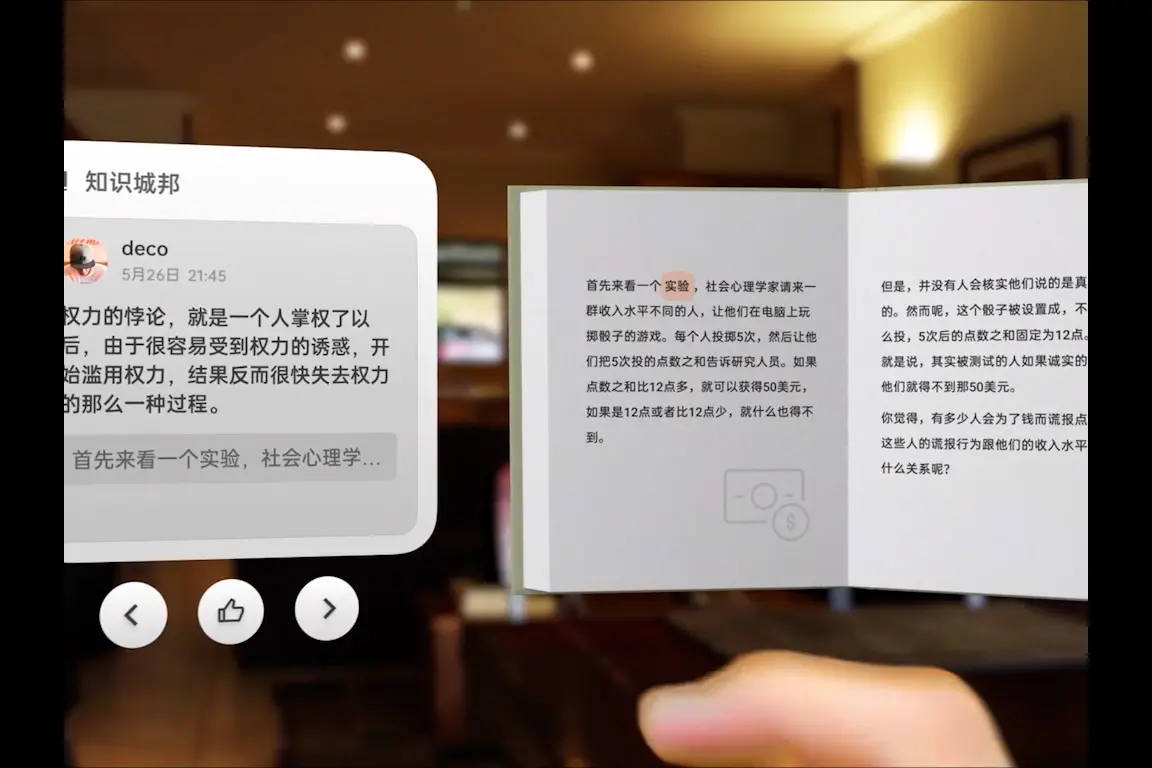 知识城邦
deco
5月26日 21:45
权力的悖论，就是一个人掌权了以
后，由于很容易受到权力的诱惑，开
始滥用权力，结果反而很快失去权力
的那么一种过程。
首先来看一个实验，社会心理学...
首先来看一个实验，社会心理学家请来一
群收入水平不同的人，让他们在电脑上玩
掷骰子的游戏。每个人投掷5次，然后让他
们把5次投的点数之和告诉研究人员。如果
点数之和比12点多，就可以获得50美元，
如果是12点或者比12点少，就什么也得不
到。
$
但是，并没有人会核实他们说的是真
的。然而呢，这个骰子被设置成，不
么投，5次后的点数之和固定为12点。
就是说，其实被测试的人如果诚实的
他们就得不到那50美元。
你觉得，有多少人会为了钱而谎报点
这些人的谎报行为跟他们的收入水平
什么关系呢？